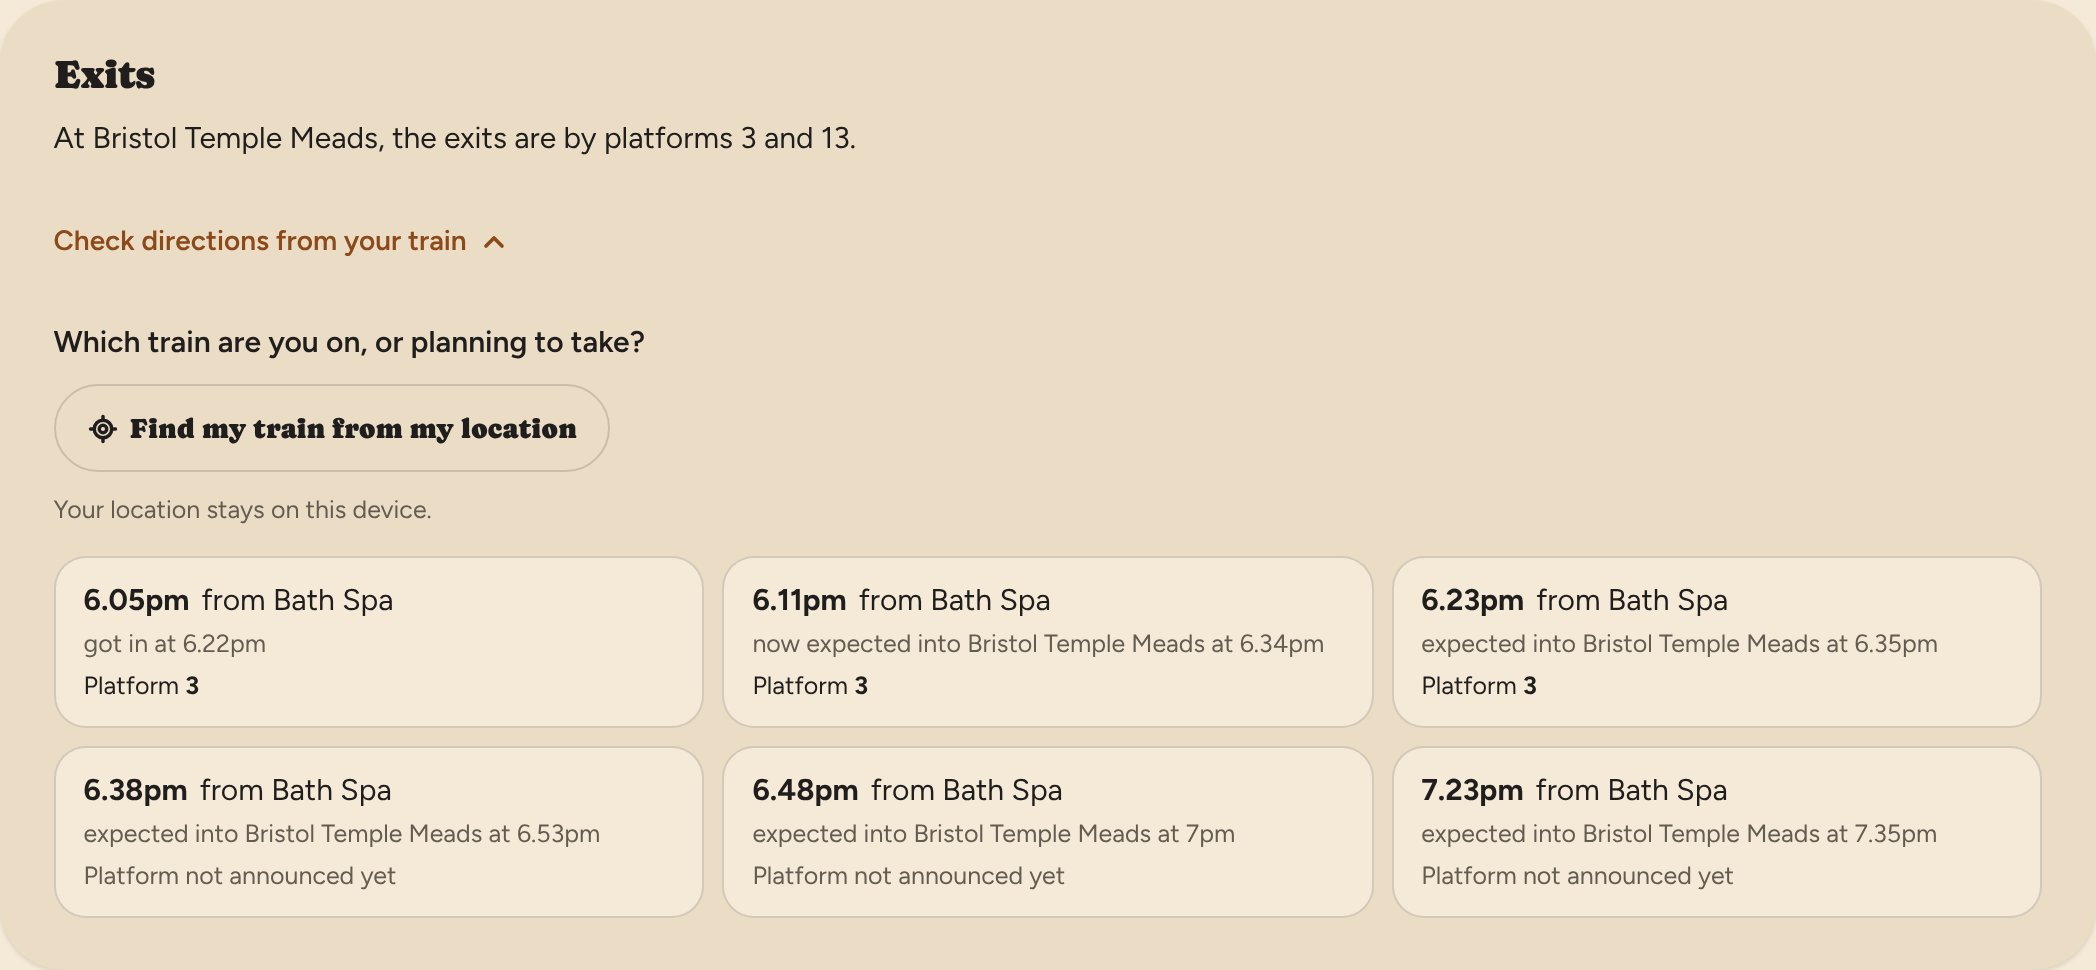 Exits
At Bristol Temple Meads, the exits are by platforms 3 and 13.
Check directions from your train
Which train are you on, or planning to take?
Find my train from my location
Your location stays on this device.
6.05pm from Bath Spa
got in at 6.22pm
Platform 3
6.11pm from Bath Spa
now expected into Bristol Temple Meads at 6.34pm
Platform 3
6.23pm from Bath Spa
expected into Bristol Temple Meads at 6.35pm
Platform 3
6.38pm from Bath Spa
expected into Bristol Temple Meads at 6.53pm
Platform not announced yet
6.48pm from Bath Spa
expected into Bristol Temple Meads at 7pm
Platform not announced yet
7.23pm from Bath Spa
expected into Bristol Temple Meads at 7.35pm
Platform not announced yet